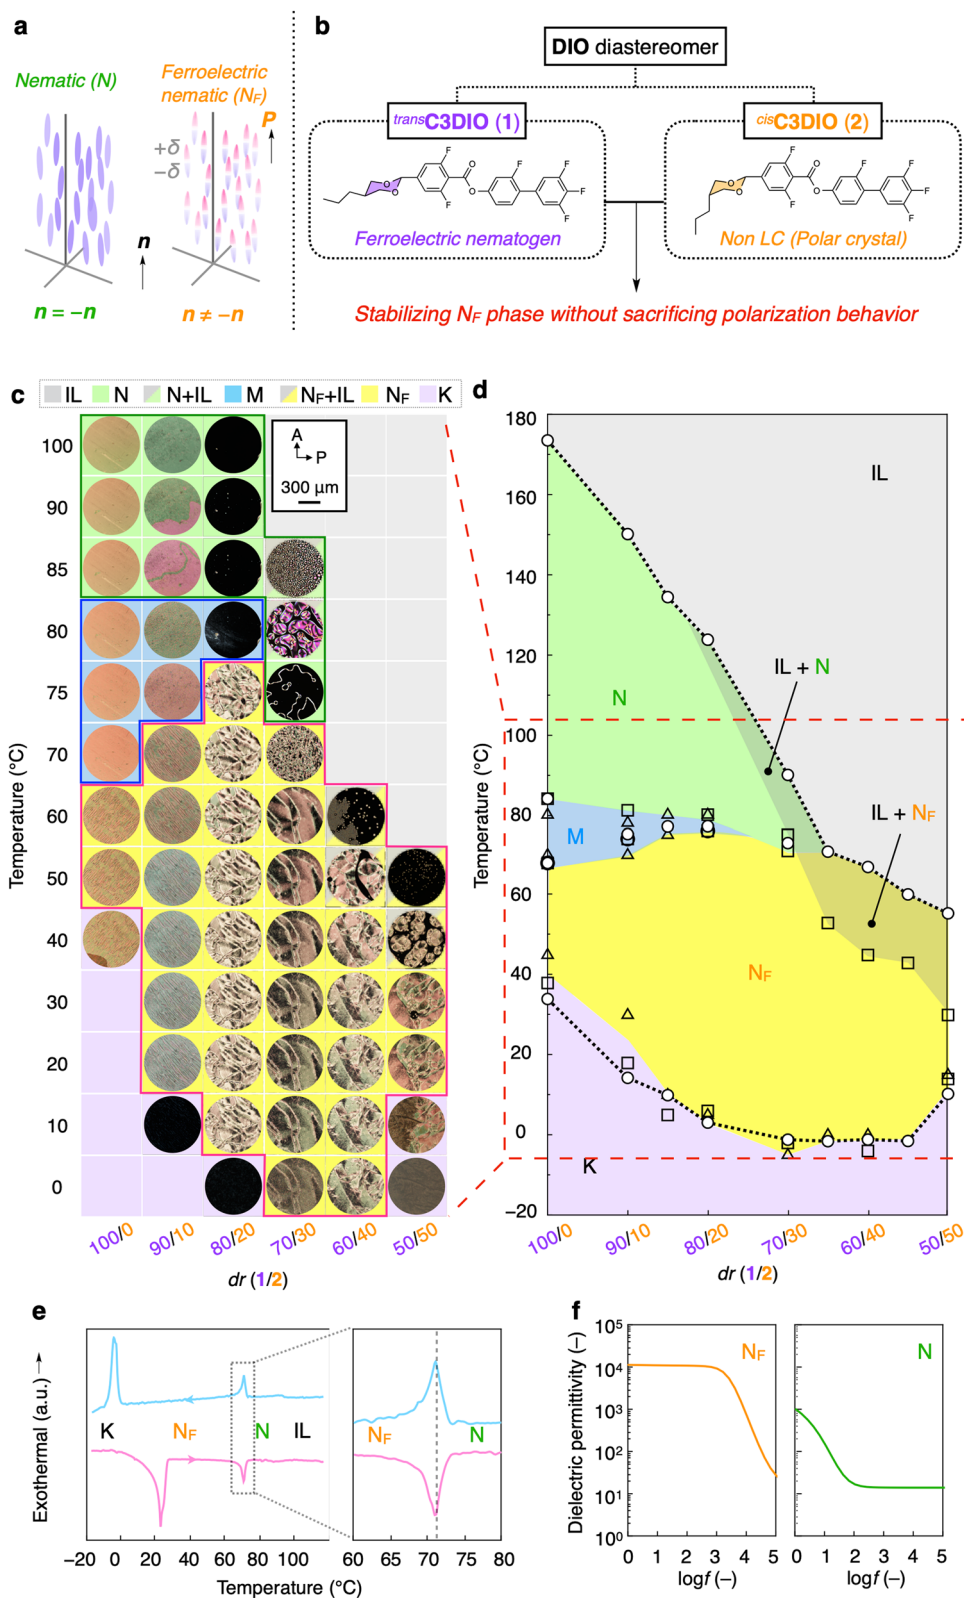 a
Nematic (N)
Ferroelectric
nematic (NF)
P
+δ
−δ
n
n = −n
n ≠ −n
b
DIO diastereomer
transC3DIO (1)
cisC3DIO (2)
F
F
F
F
F
O
O
O
O
F
F
F
F
F
O
O
O
O
Ferroelectric nematogen
Non LC (Polar crystal)
Stabilizing NF phase without sacrificing polarization behavior
c
IL N N+IL M NF+IL NF K
A
P
300 µm
Temperature (°C)
100
90
85
80
75
70
60
50
40
30
20
10
0
100/0 90/10 80/20 70/30 60/40 50/50
dr (1/2)
d
Temperature (°C)
180
160
140
120
100
80
60
40
20
0
−20
IL
IL + N
N
IL + NF
M
NF
K
100/0 90/10 80/20 70/30 60/40 50/50
dr (1/2)
e
Exothermal (a.u.)
K NF N IL
NF N
−20 0 20 40 60 80 100
60 65 70 75 80
Temperature (°C)
f
Dielectric permittivity (−)
10⁵
10⁴
10³
10²
10¹
10⁰
NF
N
0 1 2 3 4 5
0 1 2 3 4 5
logf (−)
logf (−)